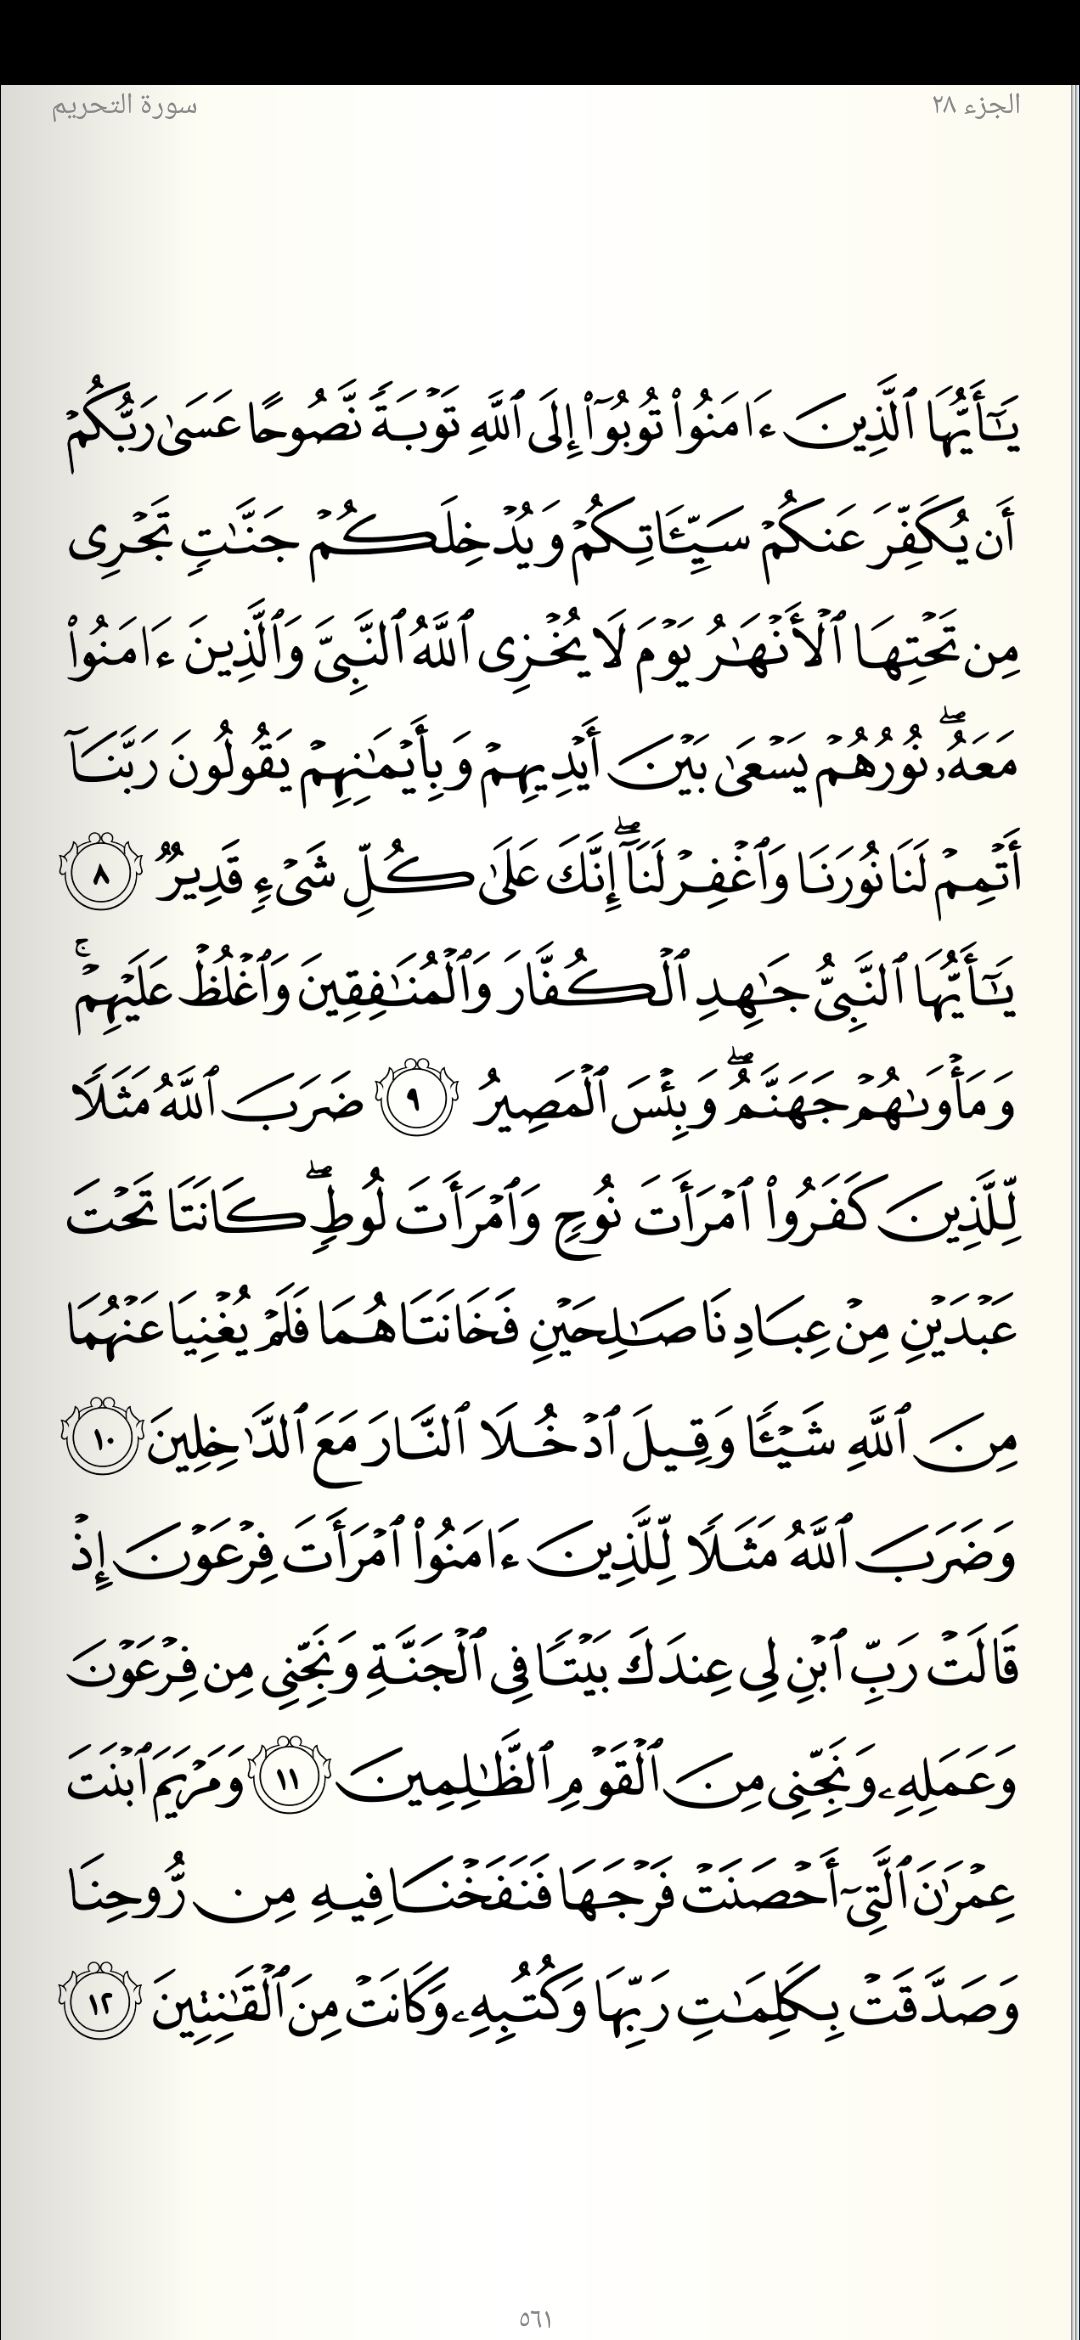 الجزء ٢٨
سورة التحريم
يَـٰٓأَيُّهَا ٱلَّذِينَ ءَامَنُوا۟ تُوبُوٓا۟ إِلَى ٱللَّهِ تَوْبَةً نَّصُوحًا عَسَىٰ رَبُّكُمْ
أَن يُكَفِّرَ عَنكُمْ سَيِّـَٔاتِكُمْ وَيُدْخِلَكُمْ جَنَّـٰتٍ تَجْرِى
مِن تَحْتِهَا ٱلْأَنْهَـٰرُ يَوْمَ لَا يُخْزِى ٱللَّهُ ٱلنَّبِىَّ وَٱلَّذِينَ ءَامَنُوا۟
مَعَهُۥ ۖ نُورُهُمْ يَسْعَىٰ بَيْنَ أَيْدِيهِمْ وَبِأَيْمَـٰنِهِمْ يَقُولُونَ رَبَّنَآ
أَتْمِمْ لَنَا نُورَنَا وَٱغْفِرْ لَنَآ ۖ إِنَّكَ عَلَىٰ كُلِّ شَىْءٍ قَدِيرٌ ٨
يَـٰٓأَيُّهَا ٱلنَّبِىُّ جَـٰهِدِ ٱلْكُفَّارَ وَٱلْمُنَـٰفِقِينَ وَٱغْلُظْ عَلَيْهِمْ ۚ
وَمَأْوَىٰهُمْ جَهَنَّمُ ۖ وَبِئْسَ ٱلْمَصِيرُ ٩ ضَرَبَ ٱللَّهُ مَثَلًا
لِّلَّذِينَ كَفَرُوا۟ ٱمْرَأَتَ نُوحٍ وَٱمْرَأَتَ لُوطٍ ۖ كَانَتَا تَحْتَ
عَبْدَيْنِ مِنْ عِبَادِنَا صَـٰلِحَيْنِ فَخَانَتَاهُمَا فَلَمْ يُغْنِيَا عَنْهُمَا
مِنَ ٱللَّهِ شَيْـًٔا وَقِيلَ ٱدْخُلَا ٱلنَّارَ مَعَ ٱلدَّٰخِلِينَ ١٠
وَضَرَبَ ٱللَّهُ مَثَلًا لِّلَّذِينَ ءَامَنُوا۟ ٱمْرَأَتَ فِرْعَوْنَ إِذْ
قَالَتْ رَبِّ ٱبْنِ لِى عِندَكَ بَيْتًا فِى ٱلْجَنَّةِ وَنَجِّنِى مِن فِرْعَوْنَ
وَعَمَلِهِۦ وَنَجِّنِى مِنَ ٱلْقَوْمِ ٱلظَّـٰلِمِينَ ١١ وَمَرْيَمَ ٱبْنَتَ
عِمْرَٰنَ ٱلَّتِىٓ أَحْصَنَتْ فَرْجَهَا فَنَفَخْنَا فِيهِ مِن رُّوحِنَا
وَصَدَّقَتْ بِكَلِمَـٰتِ رَبِّهَا وَكُتُبِهِۦ وَكَانَتْ مِنَ ٱلْقَـٰنِتِينَ ١٢
٥٦١